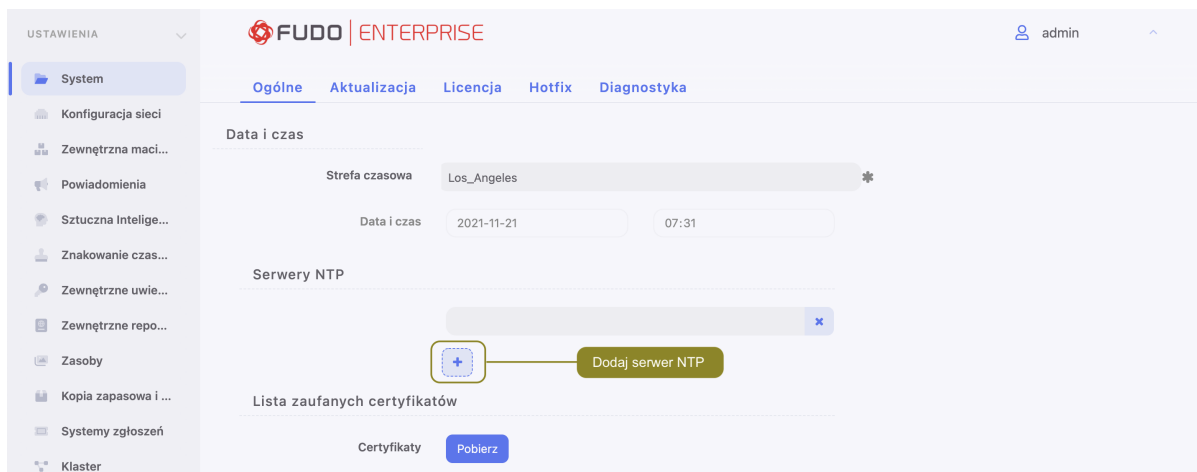 USTAWIENIA
FUDO ENTERPRISE
admin
System
Konfiguracja sieci
Zewnętrzna maci...
Powiadomienia
Sztuczna Intelige...
Znakowanie czas...
Zewnętrzne uwie...
Zewnętrzne repo...
Zasoby
Kopia zapasowa i ...
Systemy zgłoszeń
Klaster
Ogólne Aktualizacja Licencja Hotfix Diagnostyka
Data i czas
Strefa czasowa Los_Angeles
Data i czas 2021-11-21 07:31
Serwery NTP
Dodaj serwer NTP
Lista zaufanych certyfikatów
Certyfikaty Pobierz